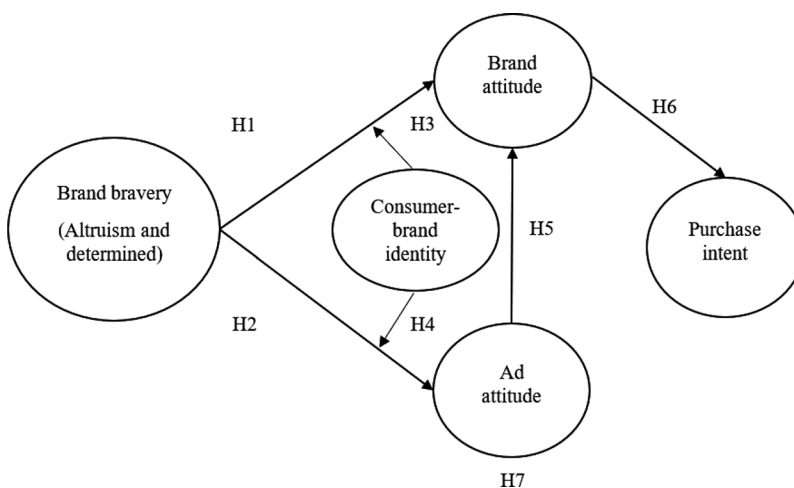 Brand
attitude
H6
H1
H3
Brand bravery
(Altruism and
determined)
Consumer-
brand
identity
H5
Purchase
intent
H2
H4
Ad
attitude
H7